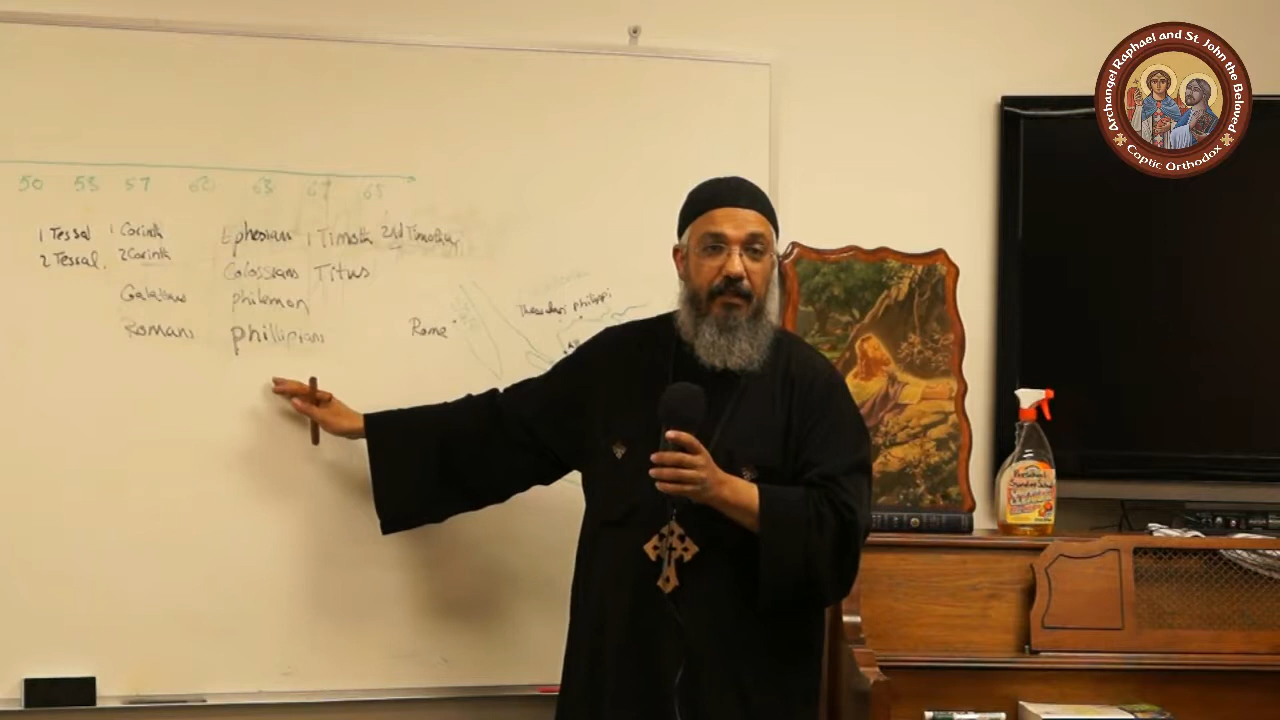 Archangel Raphael and St. John the Beloved
Coptic Orthodox
50 53 57 62 63 67 68
1 Tessal 1 Corinth Ephesians 1 Timoth 2nd Timothy
2 Tessal. 2 Corinth Colossians Titus
Galatians philemon
Romans phillipians
Rome
philippi